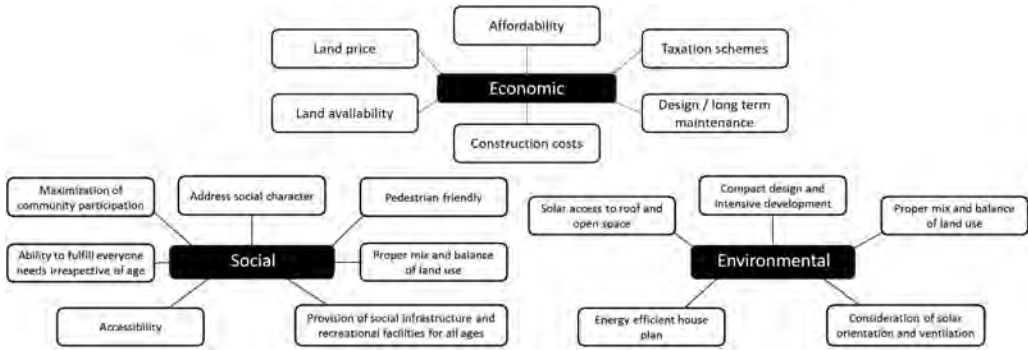 Affordability
Land price
Taxation schemes
Economic
Land availability
Design / long term
maintenance
Construction costs
Maximization of
community participation
Address social character
Pedestrian friendly
Ability to fulfill everyone
needs irrespective of age
Social
Proper mix and balance
of land use
Accessibility
Provision of social infrastructure and
recreational facilities for all ages
Solar access to roof and
open space
Compact design and
intensive development
Proper mix and balance
of land use
Environmental
Energy efficient house
plan
Consideration of solar
orientation and ventilation